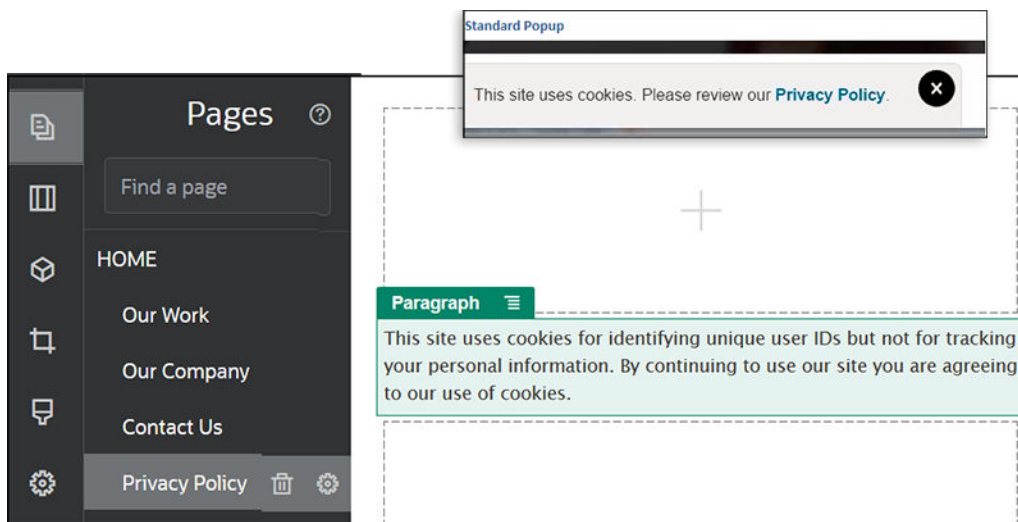 Standard Popup
This site uses cookies. Please review our Privacy Policy.
Pages
Find a page
HOME
Our Work
Our Company
Contact Us
Privacy Policy
Paragraph
This site uses cookies for identifying unique user IDs but not for tracking
your personal information. By continuing to use our site you are agreeing
to our use of cookies.